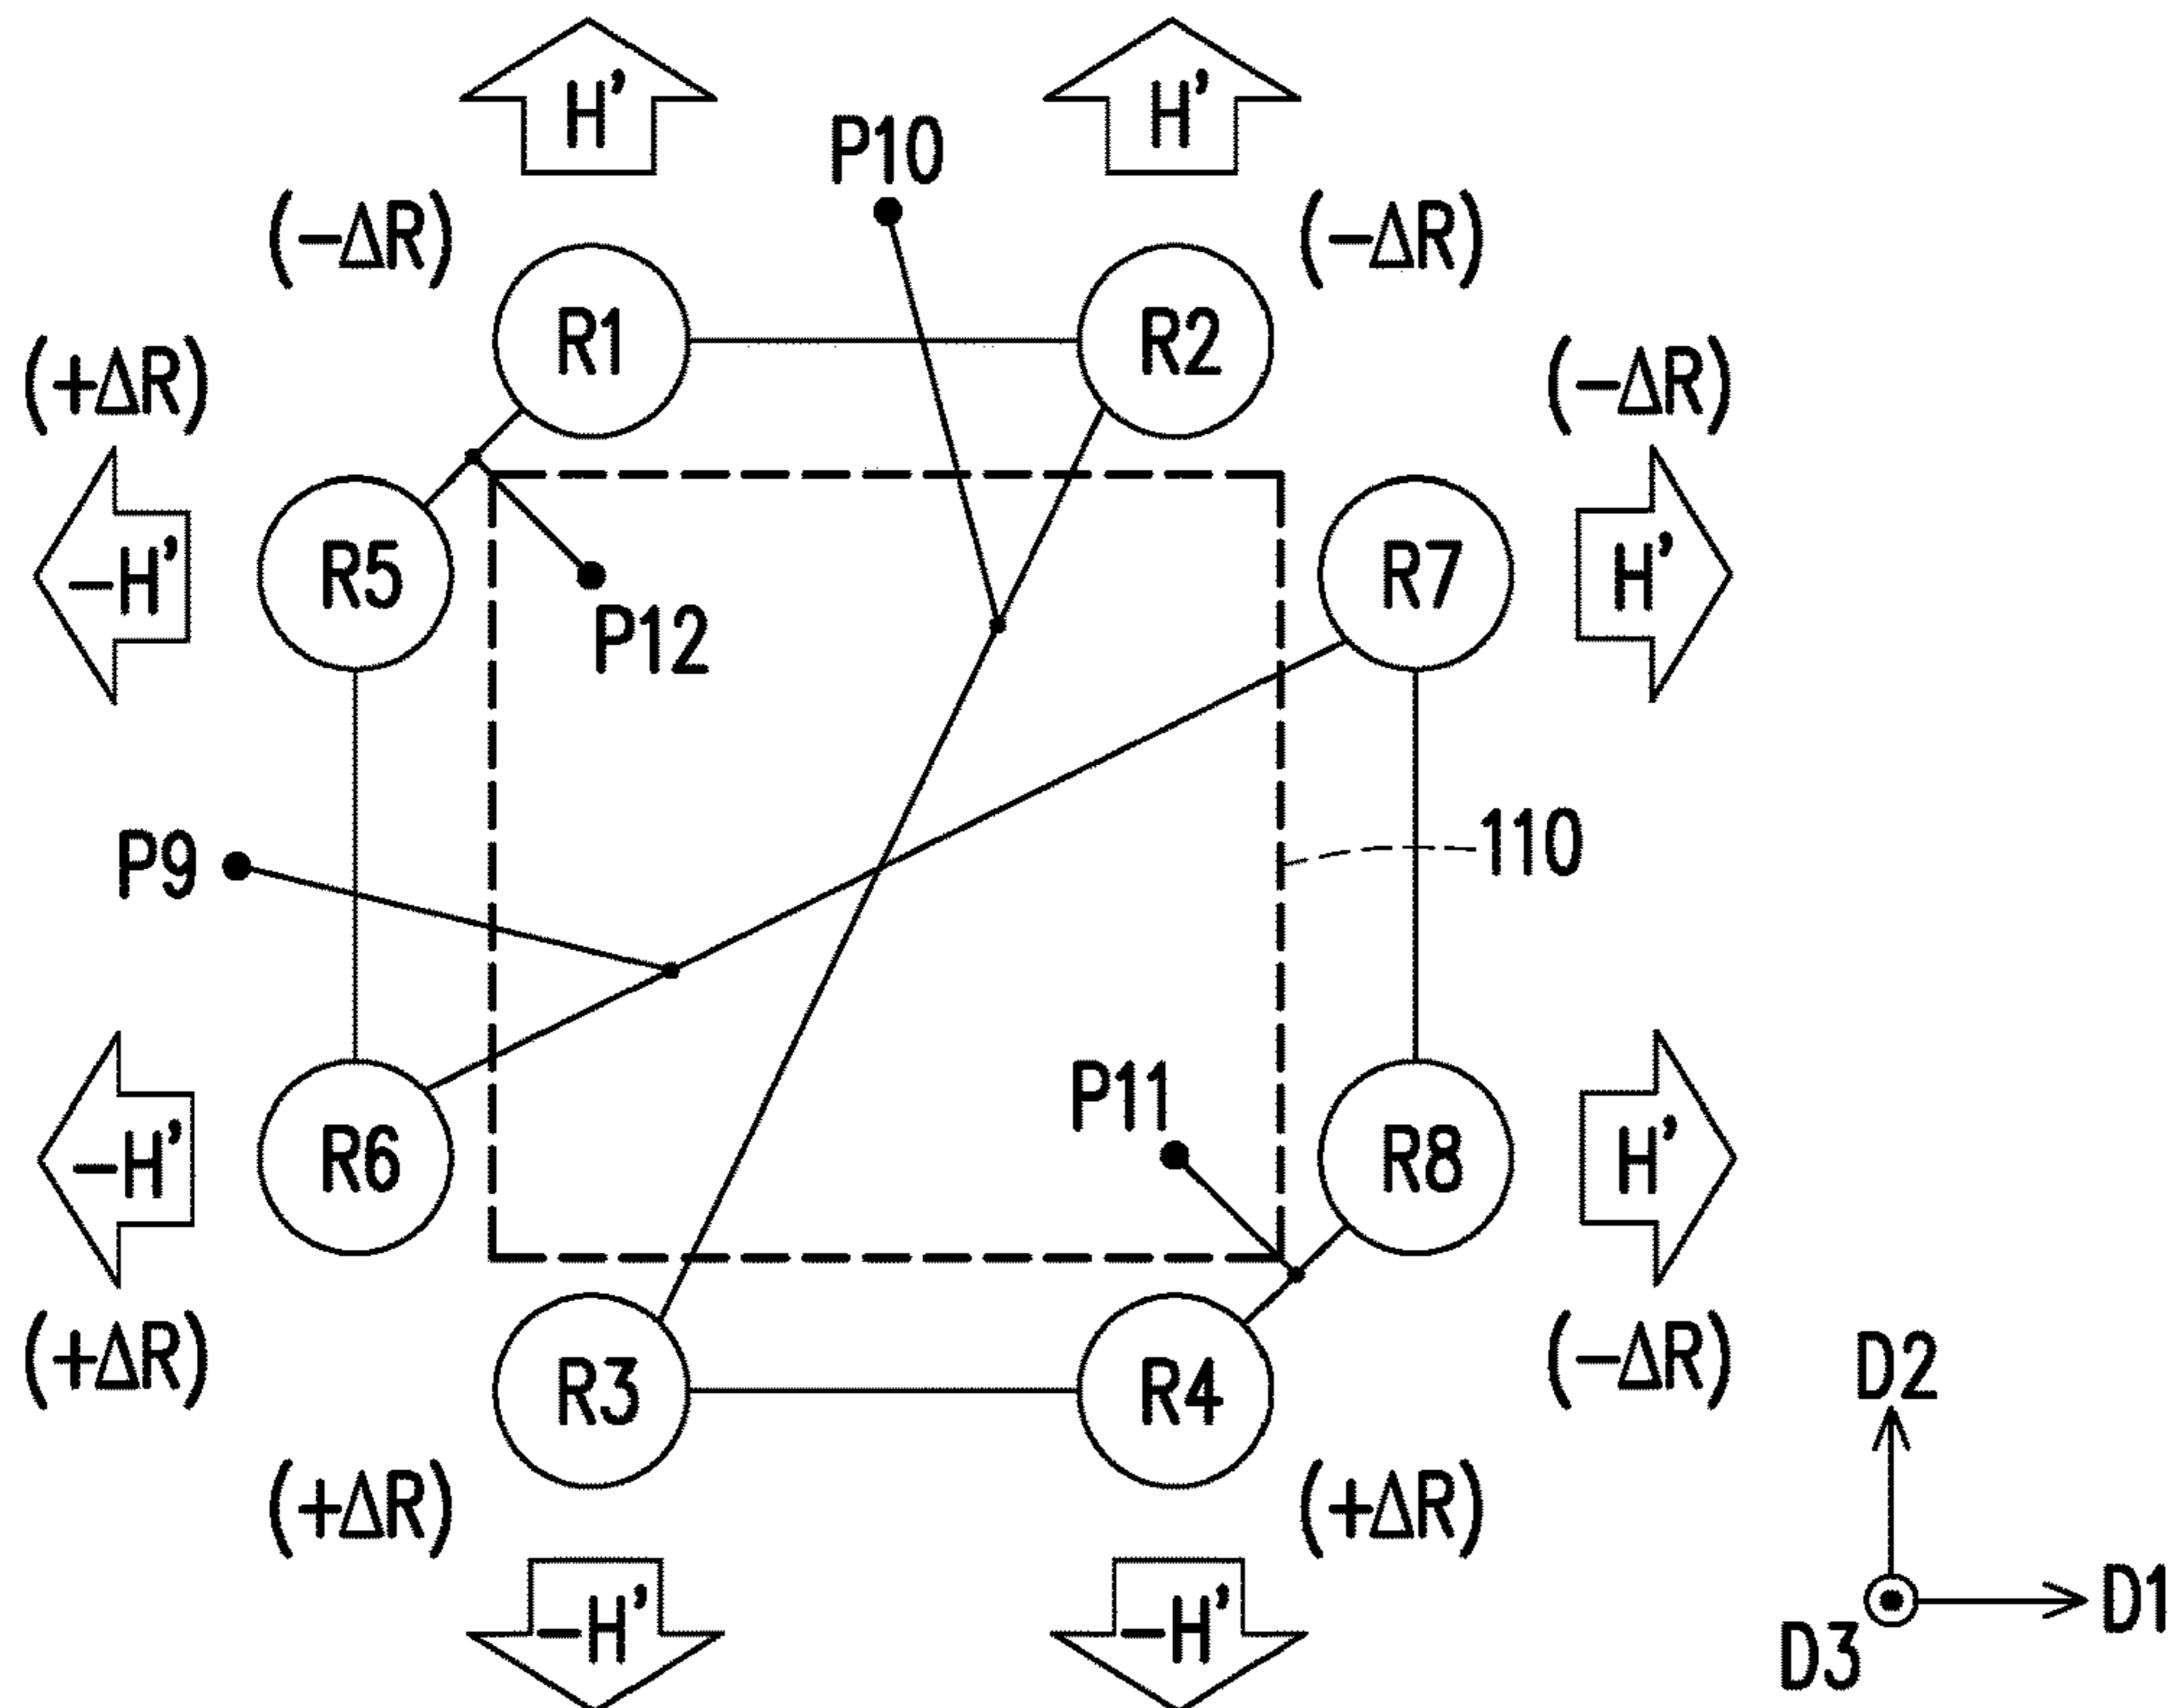 H' H'
P10
(−ΔR) (−ΔR)
R1 R2
(+ΔR) (−ΔR)
−H' R5 R7 H'
P12
P9 110
P11
−H' R6 R8 H'
(+ΔR) (−ΔR)
D2
R3 R4
(+ΔR) (+ΔR)
−H' −H' D1
D3